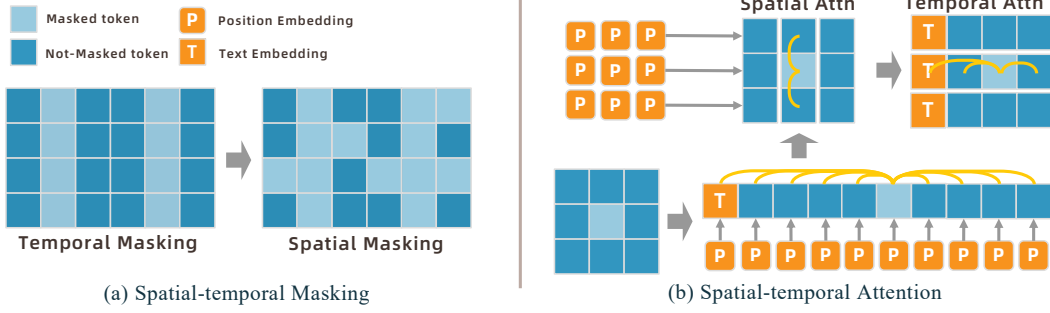 Masked token
P Position Embedding
Not-Masked token
T Text Embedding
Temporal Masking
Spatial Masking
(a) Spatial-temporal Masking
Spatial Attn
Temporal Attn
P P P
T
P P P
T
P P P
T
T
P P P P P P P P P P
(b) Spatial-temporal Attention